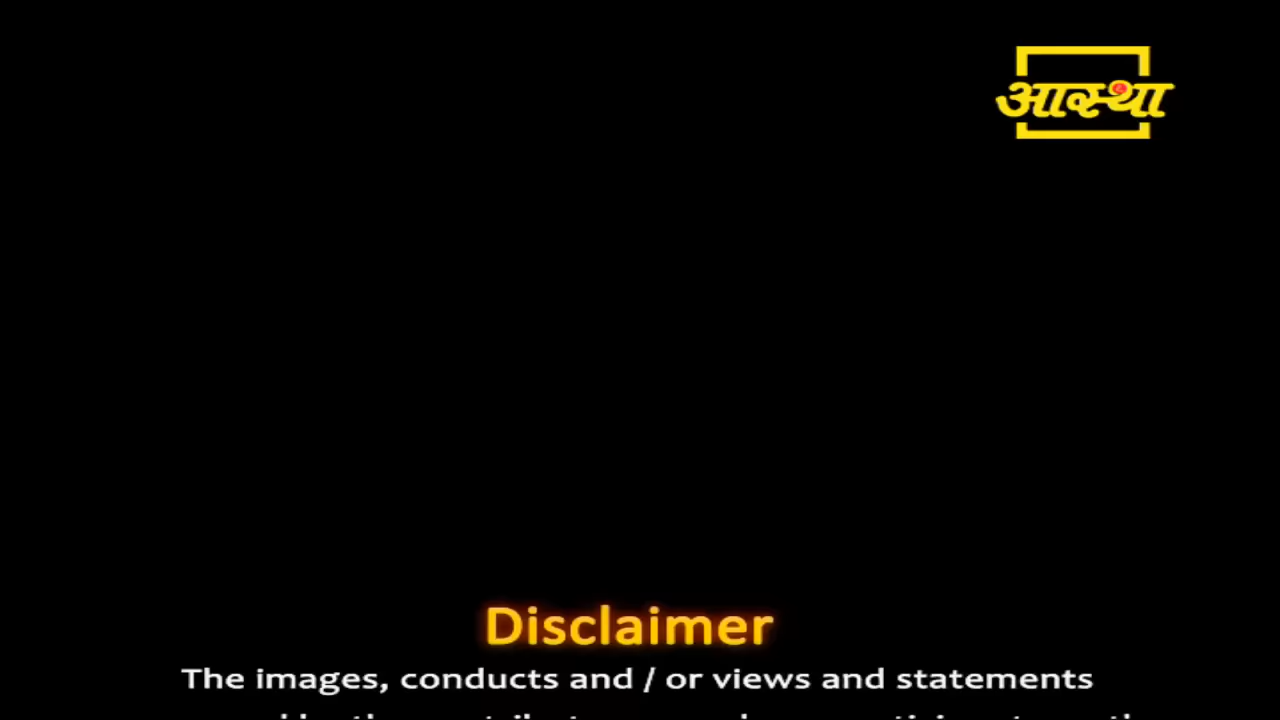 आस्था
Disclaimer
The images, conducts and / or views and statements